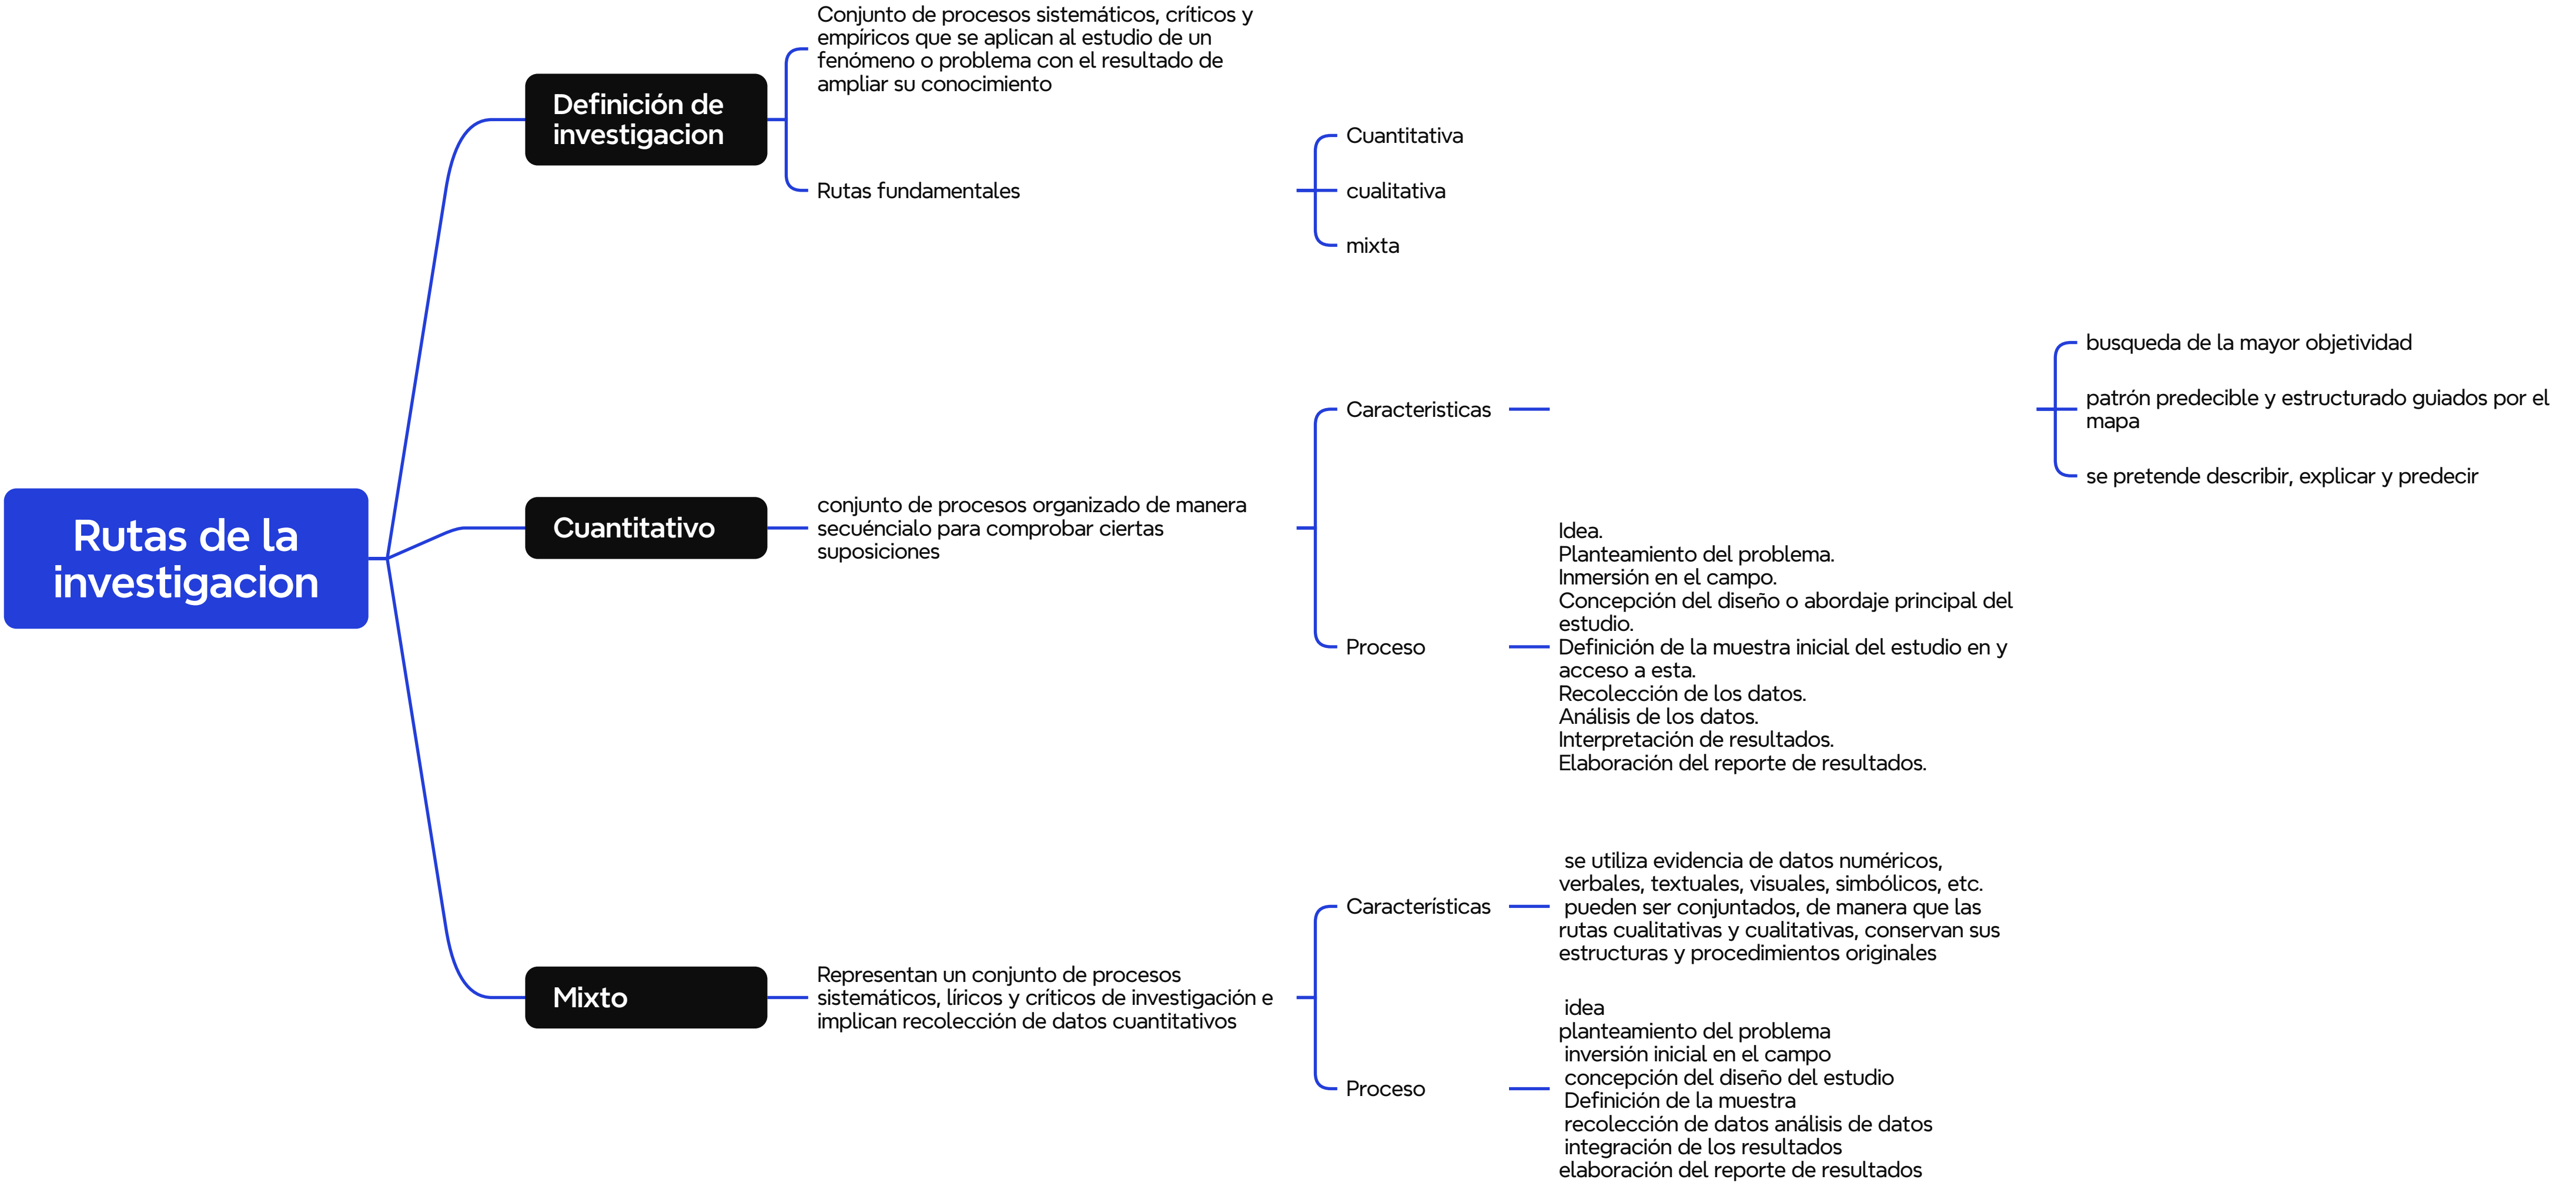 Rutas de la
investigacion
Definición de
investigacion
Conjunto de procesos sistemáticos, críticos y
empíricos que se aplican al estudio de un
fenómeno o problema con el resultado de
ampliar su conocimiento
Rutas fundamentales
Cuantitativa
cualitativa
mixta
Cuantitativo
conjunto de procesos organizado de manera
secuéncialo para comprobar ciertas
suposiciones
Caracteristicas
busqueda de la mayor objetividad
patrón predecible y estructurado guiados por el
mapa
se pretende describir, explicar y predecir
Proceso
Idea.
Planteamiento del problema.
Inmersión en el campo.
Concepción del diseño o abordaje principal del
estudio.
Definición de la muestra inicial del estudio en y
acceso a esta.
Recolección de los datos.
Análisis de los datos.
Interpretación de resultados.
Elaboración del reporte de resultados.
Mixto
Representan un conjunto de procesos
sistemáticos, líricos y críticos de investigación e
implican recolección de datos cuantitativos
Características
se utiliza evidencia de datos numéricos,
verbales, textuales, visuales, simbólicos, etc.
pueden ser conjuntados, de manera que las
rutas cualitativas y cualitativas, conservan sus
estructuras y procedimientos originales
Proceso
idea
planteamiento del problema
inversión inicial en el campo
concepción del diseño del estudio
Definición de la muestra
recolección de datos análisis de datos
integración de los resultados
elaboración del reporte de resultados